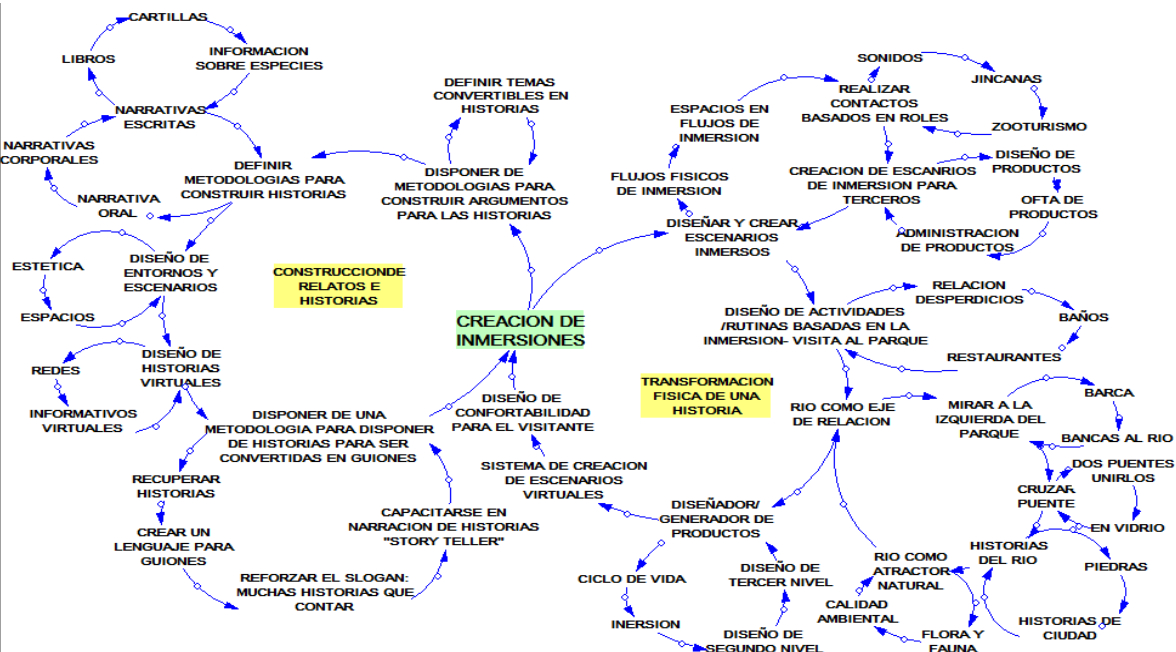 CARTILLAS
LIBROS
INFORMACION
SOBRE ESPECIES
NARRATIVAS
ESCRITAS
NARRATIVAS
CORPORALES
NARRATIVA
ORAL
DEFINIR
METODOLOGIAS PARA
CONSTRUIR HISTORIAS
DEFINIR TEMAS
CONVERTIBLES EN
HISTORIAS
DISPONER DE
METODOLOGIAS PARA
CONSTRUIR ARGUMENTOS
PARA LAS HISTORIAS
ESTETICA
DISEÑO DE
ENTORNOS Y
ESCENARIOS
ESPACIOS
CONSTRUCCIONDE
RELATOS E
HISTORIAS
REDES
DISEÑO DE
HISTORIAS
VIRTUALES
INFORMATIVOS
VIRTUALES
DISPONER DE UNA
METODOLOGIA PARA DISPONER
DE HISTORIAS PARA SER
CONVERTIDAS EN GUIONES
RECUPERAR
HISTORIAS
CREAR UN
LENGUAJE PARA
GUIONES
REFORZAR EL SLOGAN:
MUCHAS HISTORIAS QUE
CONTAR
CAPACITARSE EN
NARRACION DE HISTORIAS
"STORY TELLER"
CREACION DE
INMERSIONES
DISEÑO DE
CONFORTABILIDAD
PARA EL VISITANTE
SISTEMA DE CREACION
DE ESCENARIOS
VIRTUALES
SONIDOS
JINCANAS
REALIZAR
CONTACTOS
BASADOS EN ROLES
ZOOTURISMO
ESPACIOS EN
FLUJOS DE
INMERSION
FLUJOS FISICOS
DE INMERSION
CREACION DE ESCANRIOS
DE INMERSION PARA
TERCEROS
DISEÑO DE
PRODUCTOS
OFTA DE
PRODUCTOS
ADMINISTRACION
DE PRODUCTOS
DISEÑAR Y CREAR
ESCENARIOS
INMERSOS
DISEÑO DE ACTIVIDADES
/RUTINAS BASADAS EN LA
INMERSION- VISITA AL PARQUE
RELACION
DESPERDICIOS
BAÑOS
RESTAURANTES
TRANSFORMACION
FISICA DE UNA
HISTORIA
RIO COMO EJE
DE RELACION
MIRAR A LA
IZQUIERDA DEL
PARQUE
BARCA
BANCAS AL RIO
DOS PUENTES
UNIRLOS
CRUZAR
PUENTE
EN VIDRIO
HISTORIAS
DEL RIO
PIEDRAS
HISTORIAS DE
CIUDAD
RIO COMO
ATRACTOR
NATURAL
CALIDAD
AMBIENTAL
FLORA Y
FAUNA
DISEÑADOR/
GENERADOR DE
PRODUCTOS
CICLO DE VIDA
INERSION
DISEÑO DE
SEGUNDO NIVEL
DISEÑO DE
TERCER NIVEL